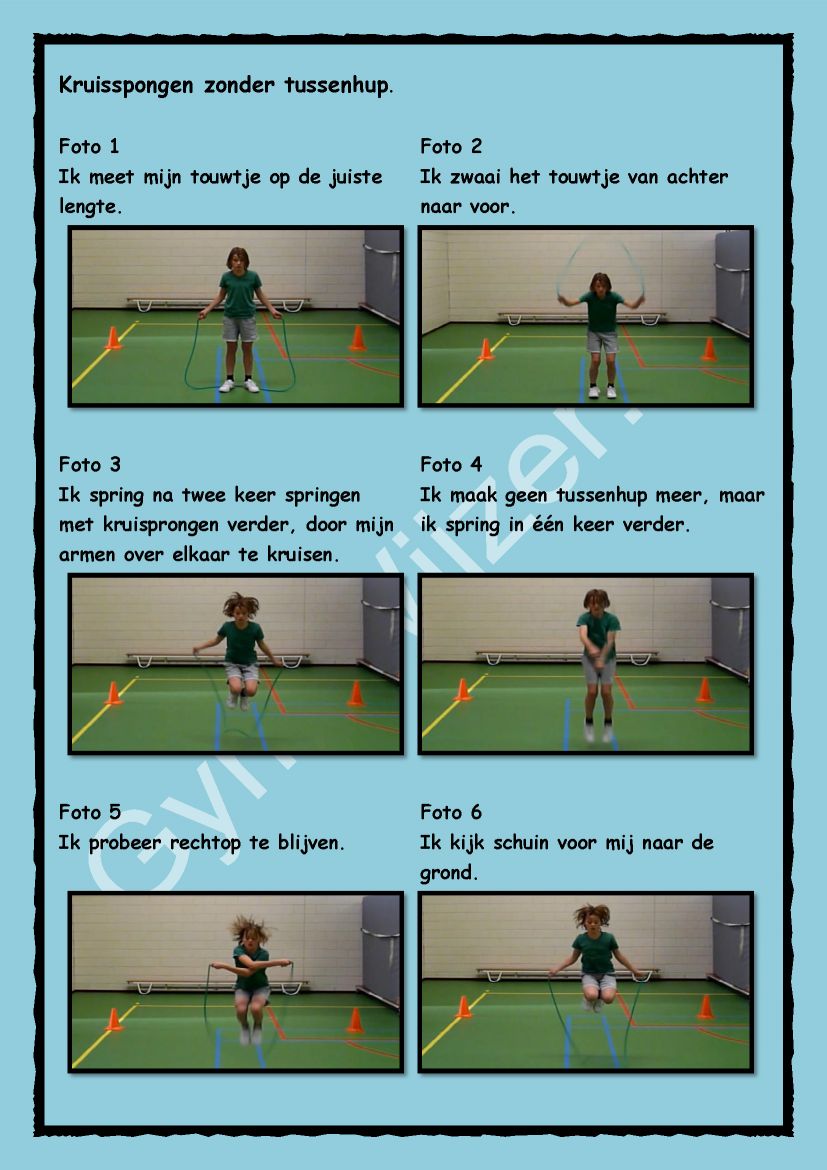 Kruisspongen zonder tussenhup.
Foto 1
Ik meet mijn touwtje op de juiste
lengte.
Foto 2
Ik zwaai het touwtje van achter
naar voor.
Foto 3
Ik spring na twee keer springen
met kruisprongen verder, door mijn
armen over elkaar te kruisen.
Foto 4
Ik maak geen tussenhup meer, maar
ik spring in één keer verder.
Foto 5
Ik probeer rechtop te blijven.
Foto 6
Ik kijk schuin voor mij naar de
grond.